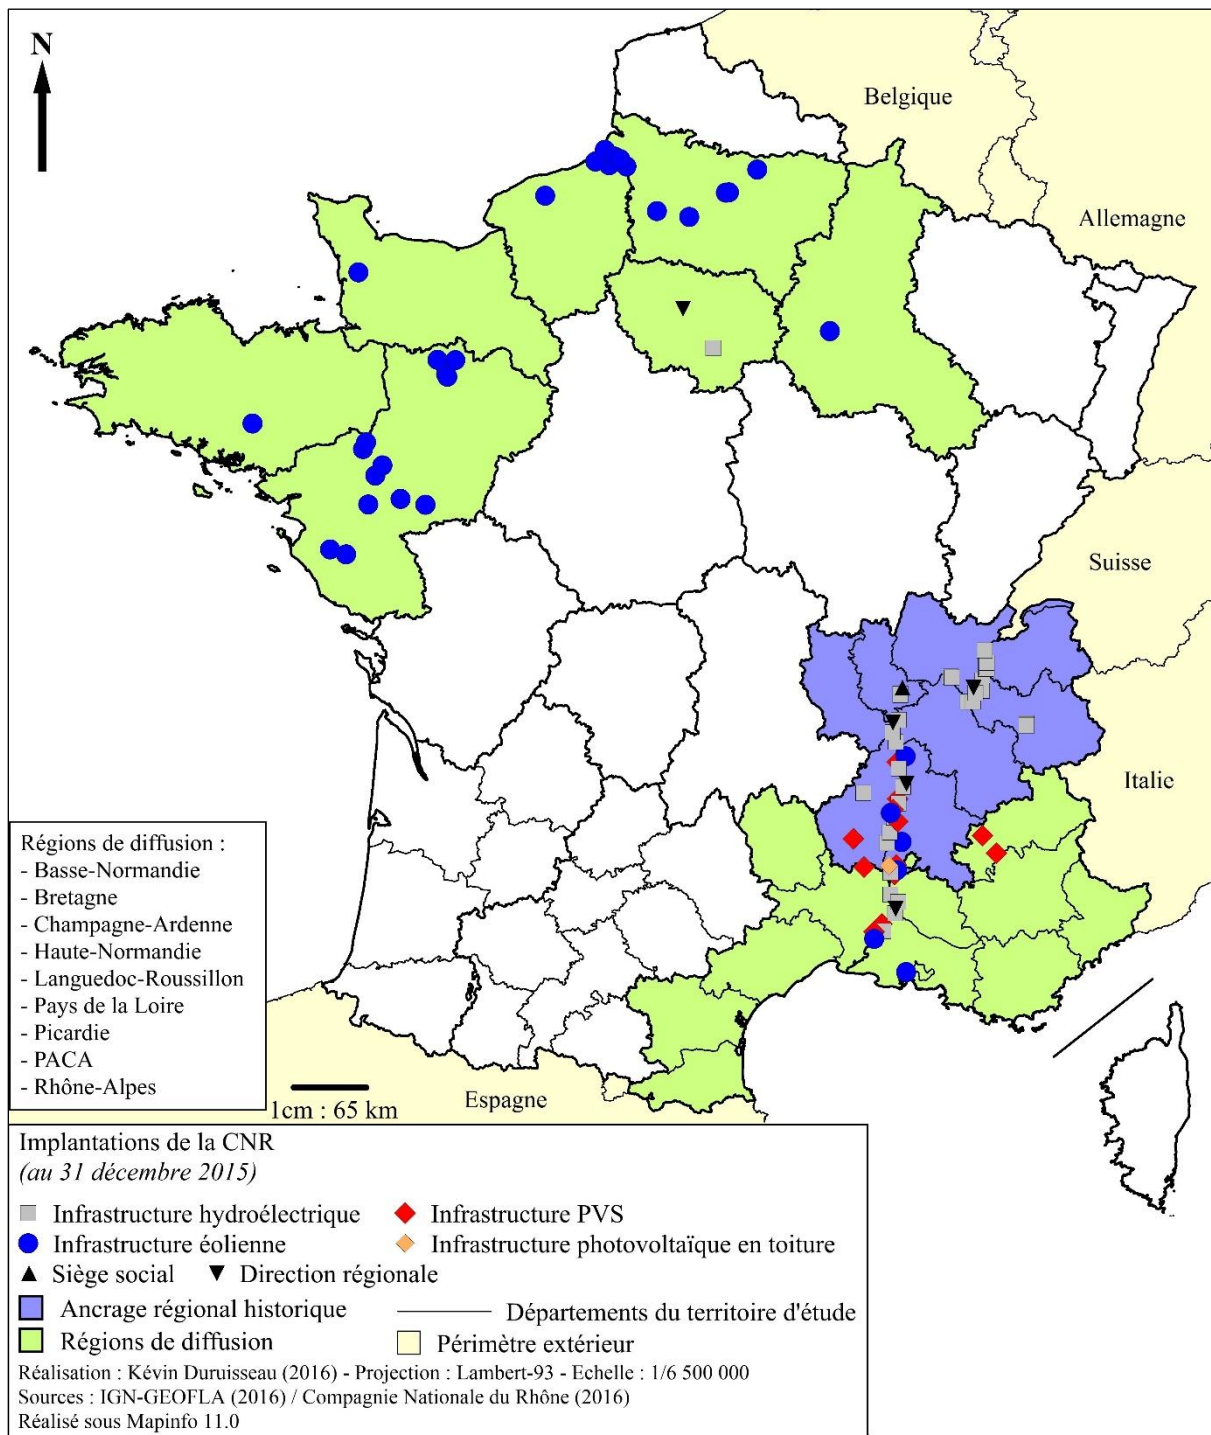 N
Belgique
Allemagne
Suisse
Italie
Régions de diffusion :
- Basse-Normandie
- Bretagne
- Champagne-Ardenne
- Haute-Normandie
- Languedoc-Roussillon
- Pays de la Loire
- Picardie
- PACA
- Rhône-Alpes
1cm : 65 km
Espagne
Implantations de la CNR
(au 31 décembre 2015)
Infrastructure hydroélectrique
Infrastructure PVS
Infrastructure éolienne
Infrastructure photovoltaïque en toiture
Siège social
Direction régionale
Ancrage régional historique
Départements du territoire d'étude
Régions de diffusion
Périmètre extérieur
Réalisation : Kévin Duruisseau (2016) - Projection : Lambert-93 - Echelle : 1/6 500 000
Sources : IGN-GEOFLA (2016) / Compagnie Nationale du Rhône (2016)
Réalisé sous Mapinfo 11.0